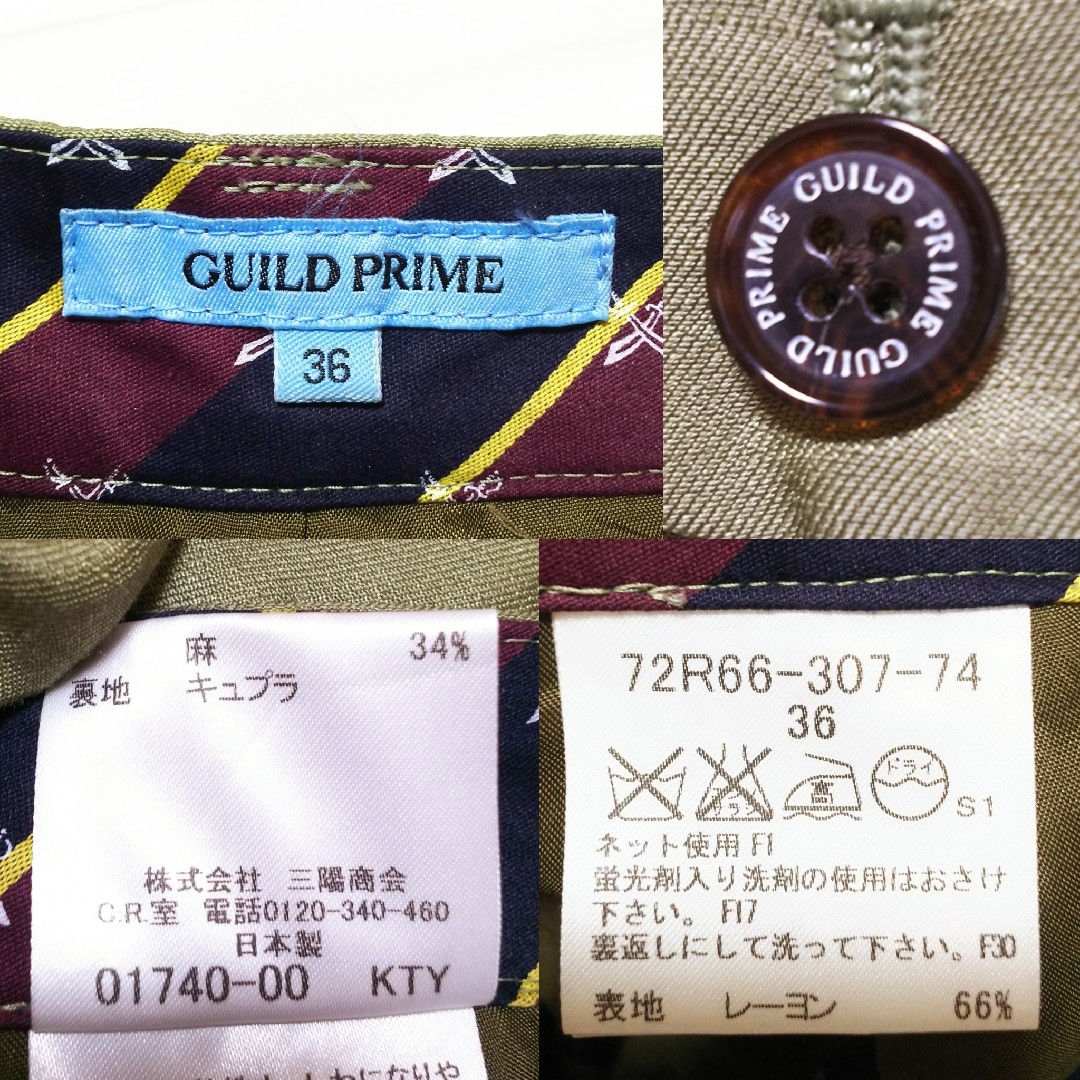 GUILD PRIME
36
GUILD PRIME GUILD PRIME
麻 34%
裏地 キュプラ
株式会社 三陽商会
C.R.室 電話0120-340-460
日本製
01740-00 KTY
72R66-307-74
36
ドライ
S1
ネット使用 F1
蛍光剤入り洗剤の使用はおさけ
下さい。 F17
裏返しにして洗って下さい。F30
表地 レーヨン 66%